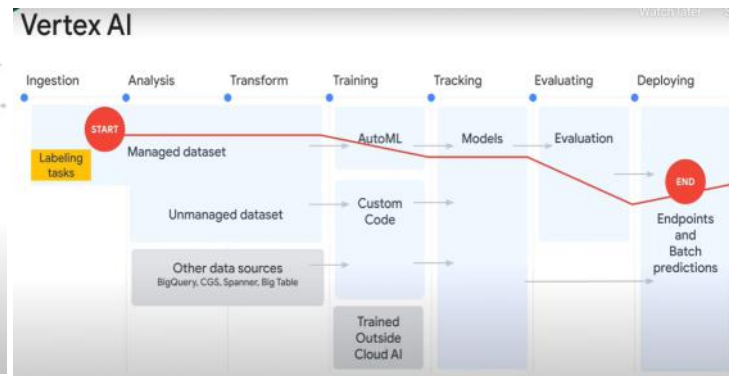 Vertex AI
Watch later
Ingestion
Analysis
Transform
Training
Tracking
Evaluating
Deploying
START
Labeling
tasks
Managed dataset
AutoML
Models
Evaluation
END
Unmanaged dataset
Custom
Code
Endpoints
and
Batch
predictions
Other data sources
BigQuery, CGS, Spanner, Big Table
Trained
Outside
Cloud AI